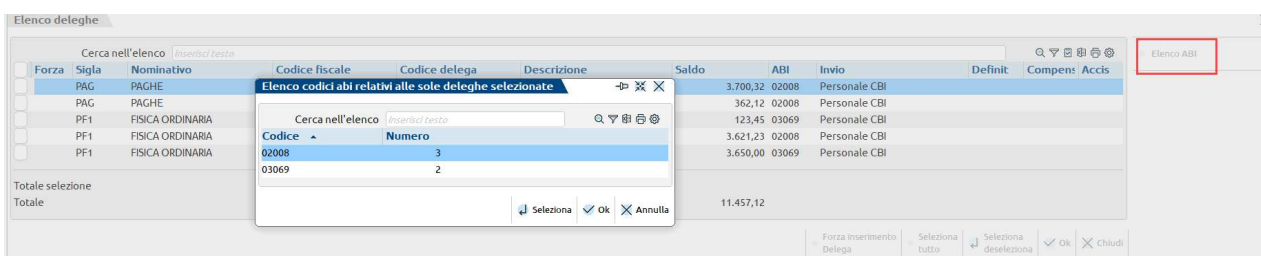 Elenco deleghe
Cerca nell'elenco Inserisci testo
Elenco ABI
Forza Sigla Nominativo Codice fiscale Codice delega Descrizione Saldo ABI Invio Definit Compens Accis
PAG PAGHE 3.700,32 02008 Personale CBI
PAG PAGHE 362,12 02008 Personale CBI
PF1 FISICA ORDINARIA 123,45 03069 Personale CBI
PF1 FISICA ORDINARIA 3.621,23 02008 Personale CBI
PF1 FISICA ORDINARIA 3.650,00 03069 Personale CBI
Elenco codici abi relativi alle sole deleghe selezionate
Cerca nell'elenco Inserisci testo
Codice Numero
02008 3
03069 2
Seleziona Ok Annulla
Totale selezione
Totale 11.457,12
Forza inserimento Delega
Seleziona tutto
Seleziona deseleziona
Ok
Chiudi